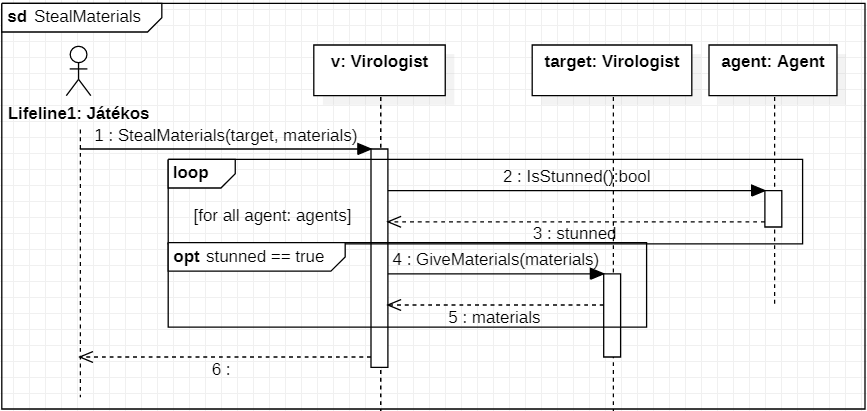 sd StealMaterials
v: Virologist
target: Virologist
agent: Agent
Lifeline1: Játékos
1 : StealMaterials(target, materials)
loop
2 : IsStunned():bool
[for all agent: agents]
3 : stunned
opt stunned == true
4 : GiveMaterials(materials)
5 : materials
6 :